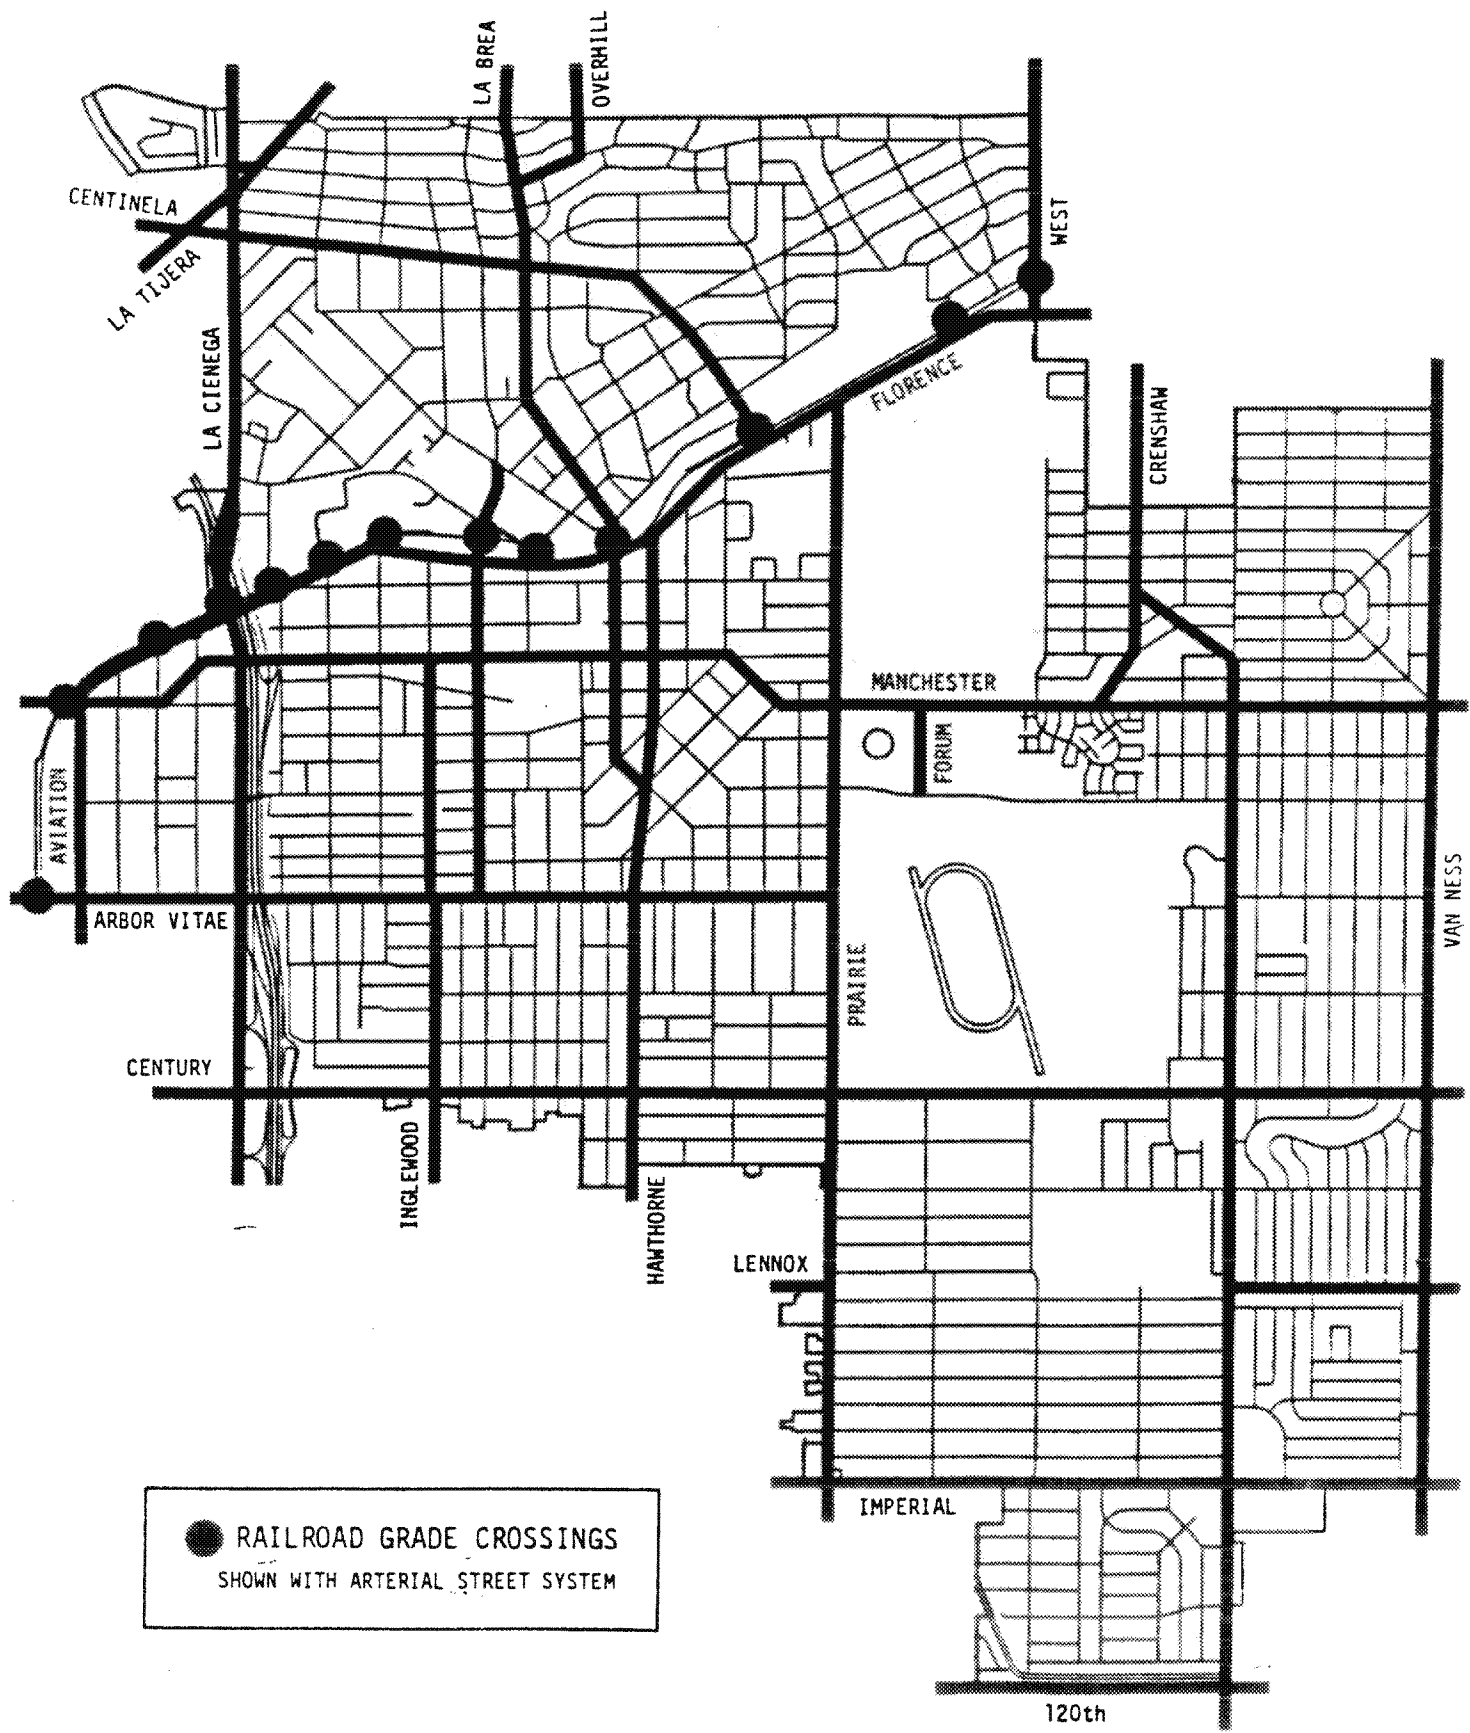 LA BREA
OVERHILL
CENTINELA
LA TIJERA
WEST
LA CIENEGA
FLORENCE
CRENSHAW
MANCHESTER
FORUM
AVIATION
ARBOR VITAE
VAN NESS
PRAIRIE
CENTURY
INGLEWOOD
HAWTHORNE
LENNOX
IMPERIAL
RAILROAD GRADE CROSSINGS
SHOWN WITH ARTERIAL STREET SYSTEM
120th